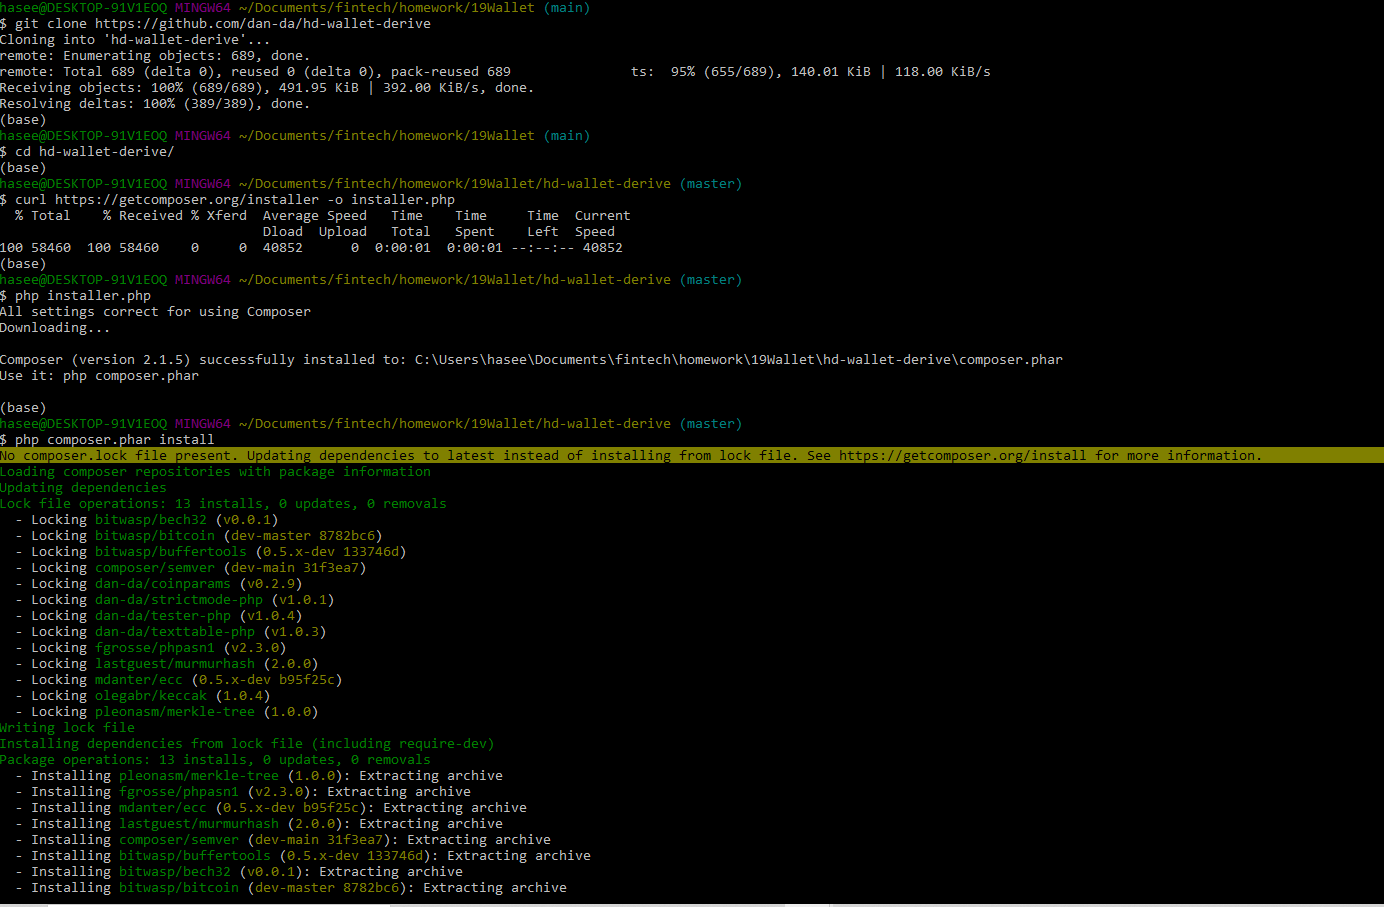 hasee@DESKTOP-91V1EOQ MINGW64 ~/Documents/fintech/homework/19Wallet (main)
$ git clone https://github.com/dan-da/hd-wallet-derive
Cloning into 'hd-wallet-derive'...
remote: Enumerating objects: 689, done.
remote: Total 689 (delta 0), reused 0 (delta 0), pack-reused 689               ts:  95% (655/689), 140.01 KiB | 118.00 KiB/s
Receiving objects: 100% (689/689), 491.95 KiB | 392.00 KiB/s, done.
Resolving deltas: 100% (389/389), done.
(base)
hasee@DESKTOP-91V1EOQ MINGW64 ~/Documents/fintech/homework/19Wallet (main)
$ cd hd-wallet-derive/
(base)
hasee@DESKTOP-91V1EOQ MINGW64 ~/Documents/fintech/homework/19Wallet/hd-wallet-derive (master)
$ curl https://getcomposer.org/installer -o installer.php
  % Total    % Received % Xferd  Average Speed   Time    Time     Time  Current
                                 Dload  Upload   Total   Spent    Left  Speed
100 58460  100 58460    0     0  40852      0  0:00:01  0:00:01 --:--:-- 40852
(base)
hasee@DESKTOP-91V1EOQ MINGW64 ~/Documents/fintech/homework/19Wallet/hd-wallet-derive (master)
$ php installer.php
All settings correct for using Composer
Downloading...
Composer (version 2.1.5) successfully installed to: C:\Users\hasee\Documents\fintech\homework\19Wallet\hd-wallet-derive\composer.phar
Use it: php composer.phar
(base)
hasee@DESKTOP-91V1EOQ MINGW64 ~/Documents/fintech/homework/19Wallet/hd-wallet-derive (master)
$ php composer.phar install
No composer.lock file present. Updating dependencies to latest instead of installing from lock file. See https://getcomposer.org/install for more information.
Loading composer repositories with package information
Updating dependencies
Lock file operations: 13 installs, 0 updates, 0 removals
  - Locking bitwasp/bech32 (v0.0.1)
  - Locking bitwasp/bitcoin (dev-master 8782bc6)
  - Locking bitwasp/buffertools (0.5.x-dev 133746d)
  - Locking composer/semver (dev-main 31f3ea7)
  - Locking dan-da/coinparams (v0.2.9)
  - Locking dan-da/strictmode-php (v1.0.1)
  - Locking dan-da/tester-php (v1.0.4)
  - Locking dan-da/texttable-php (v1.0.3)
  - Locking fgrosse/phpasn1 (v2.3.0)
  - Locking lastguest/murmurhash (2.0.0)
  - Locking mdanter/ecc (0.5.x-dev b95f25c)
  - Locking olegabr/keccak (1.0.4)
  - Locking pleonasm/merkle-tree (1.0.0)
Writing lock file
Installing dependencies from lock file (including require-dev)
Package operations: 13 installs, 0 updates, 0 removals
  - Installing pleonasm/merkle-tree (1.0.0): Extracting archive
  - Installing fgrosse/phpasn1 (v2.3.0): Extracting archive
  - Installing mdanter/ecc (0.5.x-dev b95f25c): Extracting archive
  - Installing lastguest/murmurhash (2.0.0): Extracting archive
  - Installing composer/semver (dev-main 31f3ea7): Extracting archive
  - Installing bitwasp/buffertools (0.5.x-dev 133746d): Extracting archive
  - Installing bitwasp/bech32 (v0.0.1): Extracting archive
  - Installing bitwasp/bitcoin (dev-master 8782bc6): Extracting archive